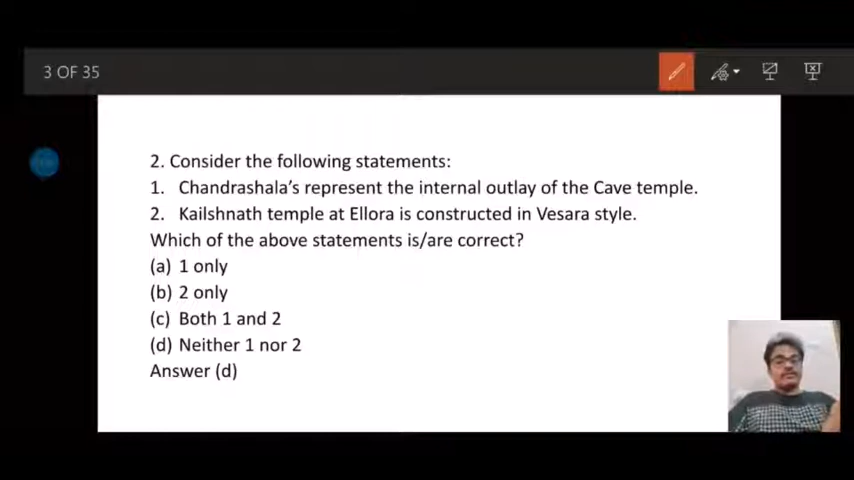 3 OF 35
2. Consider the following statements:
1. Chandrashala's represent the internal outlay of the Cave temple.
2. Kailshnath temple at Ellora is constructed in Vesara style.
Which of the above statements is/are correct?
(a) 1 only
(b) 2 only
(c) Both 1 and 2
(d) Neither 1 nor 2
Answer (d)